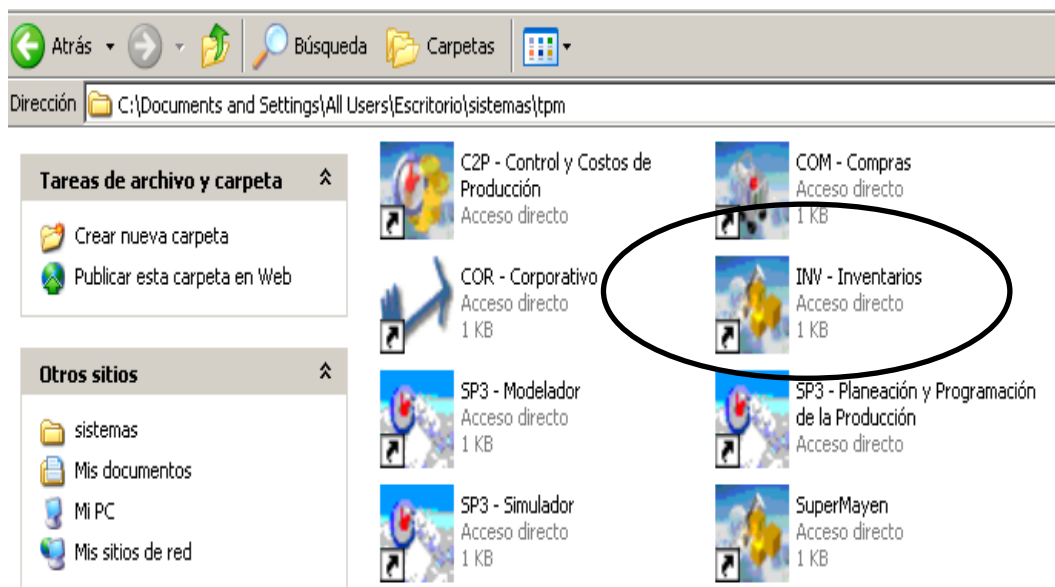 Atrás
Búsqueda
Carpetas
Dirección
C:\Documents and Settings\All Users\Escritorio\sistemas\tpm
Tareas de archivo y carpeta
Crear nueva carpeta
Publicar esta carpeta en Web
Otros sitios
sistemas
Mis documentos
Mi PC
Mis sitios de red
C2P - Control y Costos de
Producción
Acceso directo
COM - Compras
Acceso directo
1 KB
COR - Corporativo
Acceso directo
1 KB
INV - Inventarios
Acceso directo
1 KB
SP3 - Modelador
Acceso directo
1 KB
SP3 - Planeación y Programación
de la Producción
Acceso directo
SP3 - Simulador
Acceso directo
1 KB
SuperMayen
Acceso directo
1 KB